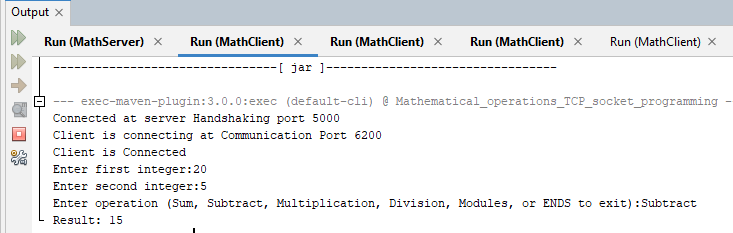 Output ×
Run (MathServer) × Run (MathClient) × Run (MathClient) × Run (MathClient) × Run (MathClient) ×
--------------------------------[ jar ]---------------------------------
--- exec-maven-plugin:3.0.0:exec (default-cli) @ Mathematical_operations_TCP_socket_programming -
Connected at server Handshaking port 5000
Client is connecting at Communication Port 6200
Client is Connected
Enter first integer:20
Enter second integer:5
Enter operation (Sum, Subtract, Multiplication, Division, Modules, or ENDS to exit):Subtract
Result: 15